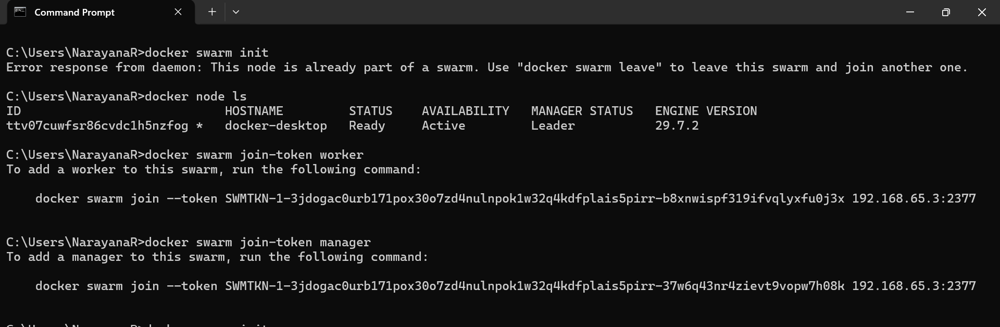 Command Prompt
C:\Users\NarayanaR>docker swarm init
Error response from daemon: This node is already part of a swarm. Use "docker swarm leave" to leave this swarm and join another one.
C:\Users\NarayanaR>docker node ls
ID                            HOSTNAME         STATUS    AVAILABILITY   MANAGER STATUS   ENGINE VERSION
ttv07cuwfsr86cvdc1h5nzfog *   docker-desktop   Ready     Active         Leader           29.7.2
C:\Users\NarayanaR>docker swarm join-token worker
To add a worker to this swarm, run the following command:
    docker swarm join --token SWMTKN-1-3jdogac0urb171pox30o7zd4nulnpok1w32q4kdfplais5pirr-b8xnwispf319ifvqlyxfu0j3x 192.168.65.3:2377
C:\Users\NarayanaR>docker swarm join-token manager
To add a manager to this swarm, run the following command:
    docker swarm join --token SWMTKN-1-3jdogac0urb171pox30o7zd4nulnpok1w32q4kdfplais5pirr-37w6q43nr4zievt9vopw7h08k 192.168.65.3:2377